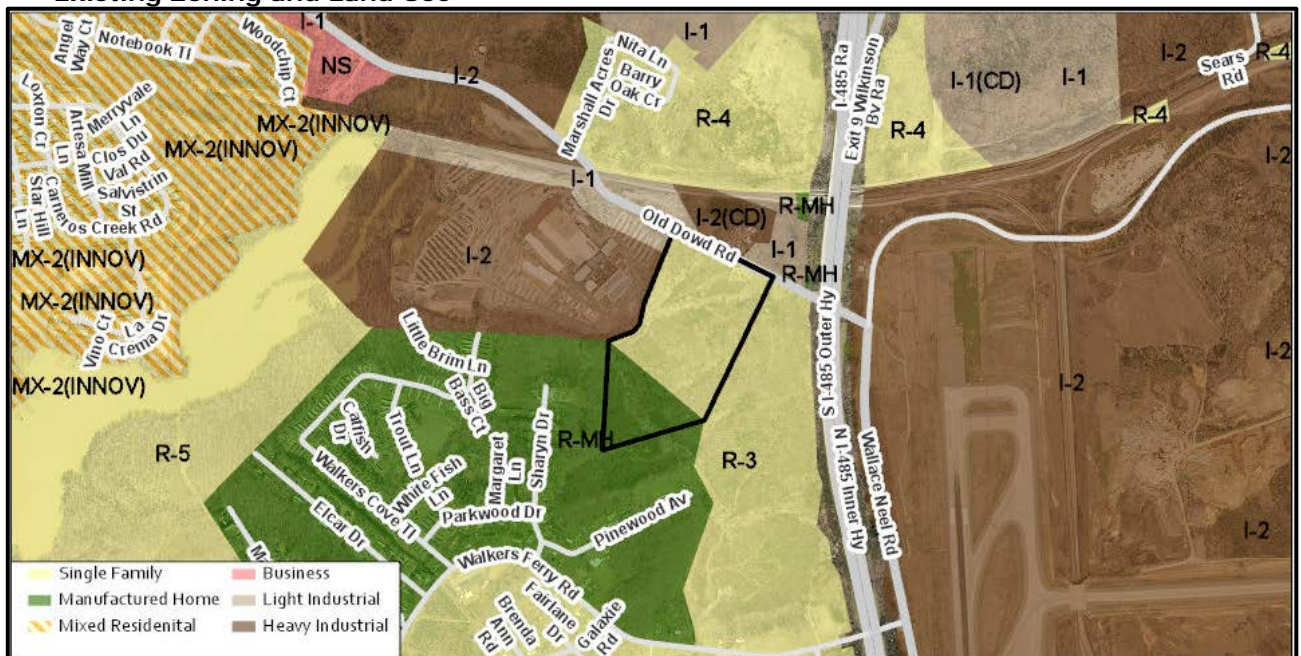 Existing Zoning and Land Use
Angel
Way Ct
Notebook Tl
Woodchip Ct
I-1
NS
I-2
Nita Ln
Barry
Oak Cr
Marshall Acres
Dr
I-1
R-4
I-485 Ra
Exit 9 Wilkinson
Bv Ra
R-4
I-1(CD)
I-1
I-2
Sears
Rd
R-4
R-4
Loxton Cr
Merryvale
Ln
Artesa Mill
Ln
Clos Du
Val Rd
Salvistrin
St
Carneros Creek Rd
Star Hill
Ln
MX-2(INNOV)
MX-2(INNOV)
MX-2(INNOV)
MX-2(INNOV)
MX-2(INNOV)
Vino Ct
La
Crema Dr
I-1
I-2
Old Dowd Rd
I-2(CD)
R-MH
I-1
R-MH
I-2
I-2
I-2
I-2
S I-485 Outer Hy
N I-485 Inner Hy
Wallace Neel Rd
Little Brim Ln
Big
Bass Ct
Catfish
Dr
Trout Ln
White Fish
Ln
Margaret
Ln
Sharyn Dr
R-MH
R-3
R-5
Walkers Cove Tl
Parkwood Dr
Pinewood Av
Elcar Dr
Walkers Ferry Rd
Fairlane
Dr
Brenda
Ann
Rd
Galaxie
Rd
Single Family
Manufactured Home
Mixed Residenital
Business
Light Industrial
Heavy Industrial